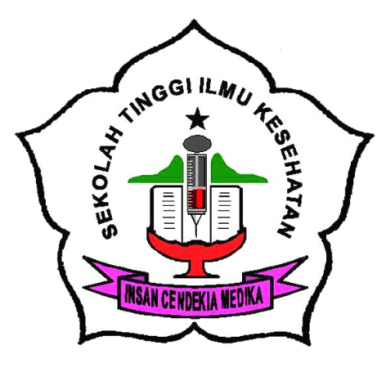 SEKOLAH TINGGI ILMU KESEHATAN
INSAN CENDEKIA MEDIKA